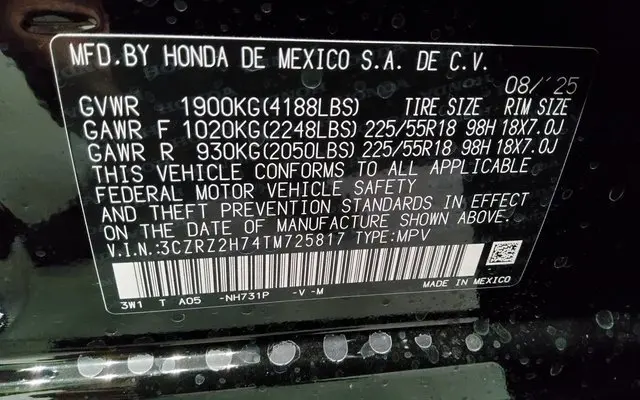 MFD.BY HONDA DE MEXICO S.A. DE C.V.
08/'25
GVWR 1900KG(4188LBS) TIRE SIZE RIM SIZE
GAWR F 1020KG(2248LBS) 225/55R18 98H 18X7.0J
GAWR R 930KG(2050LBS) 225/55R18 98H 18X7.0J
THIS VEHICLE CONFORMS TO ALL APPLICABLE
FEDERAL MOTOR VEHICLE SAFETY
AND THEFT PREVENTION STANDARDS IN EFFECT
ON THE DATE OF MANUFACTURE SHOWN ABOVE.
V.I.N.:3CZRZ2H74TM725817 TYPE:MPV
3W1 T A05 -NH731P -V -M MADE IN MEXICO